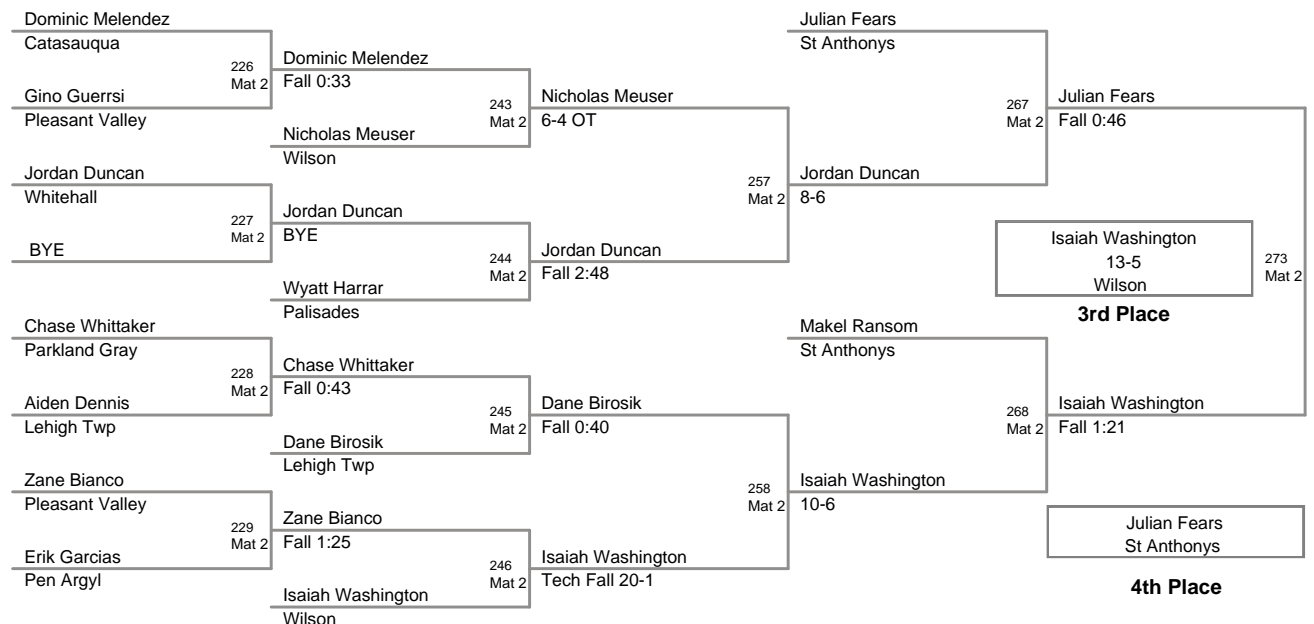 Dominic Melendez
Catasauqua
226
Mat 2
Gino Guerrsi
Pleasant Valley
Jordan Duncan
Whitehall
227
Mat 2
BYE
Chase Whittaker
Parkland Gray
228
Mat 2
Aiden Dennis
Lehigh Twp
Zane Bianco
Pleasant Valley
229
Mat 2
Erik Garcias
Pen Argyl
Dominic Melendez
Fall 0:33
243
Mat 2
Nicholas Meuser
Wilson
Jordan Duncan
BYE
244
Mat 2
Wyatt Harrar
Palisades
Chase Whittaker
Fall 0:43
245
Mat 2
Dane Birosik
Lehigh Twp
Zane Bianco
Fall 1:25
246
Mat 2
Isaiah Washington
Wilson
Nicholas Meuser
6-4 OT
257
Mat 2
Jordan Duncan
Fall 2:48
Dane Birosik
Fall 0:40
258
Mat 2
Isaiah Washington
Tech Fall 20-1
Julian Fears
St Anthonys
267
Mat 2
Jordan Duncan
8-6
Makel Ransom
St Anthonys
268
Mat 2
Isaiah Washington
10-6
Julian Fears
Fall 0:46
Isaiah Washington
13-5
Wilson
3rd Place
273
Mat 2
Isaiah Washington
Fall 1:21
Julian Fears
St Anthonys
4th Place